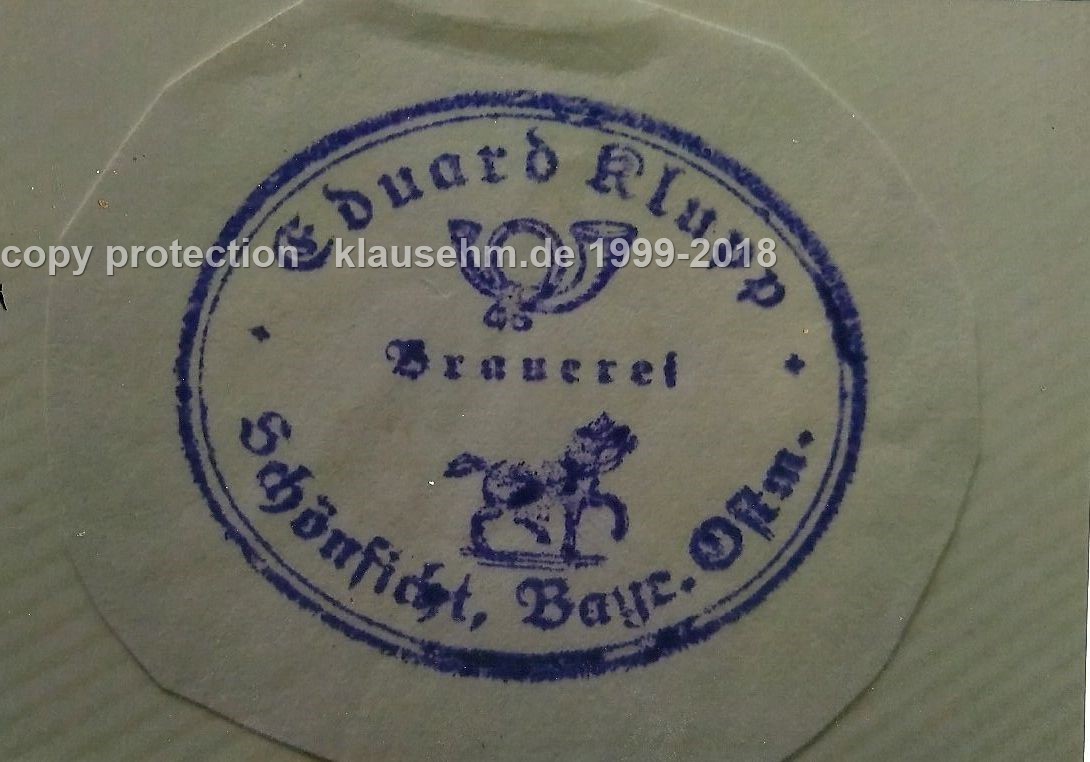 Eduard Klupp
copy protection - klausehm.de 1999-2018
Brauerei
Schönficht, Bayr. Ostm.